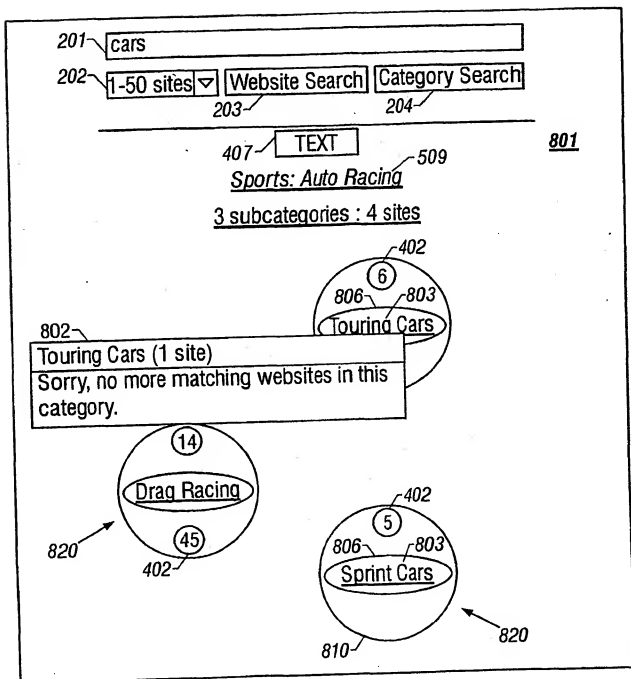 201 cars
202 1-50 sites Website Search Category Search
203 204
407 TEXT 801
Sports: Auto Racing 509
3 subcategories : 4 sites
402
6
806 803
Touring Cars
802
Touring Cars (1 site)
Sorry, no more matching websites in this
category.
14
Drag Racing
45
820
402
402
5
806 803
Sprint Cars
820
810